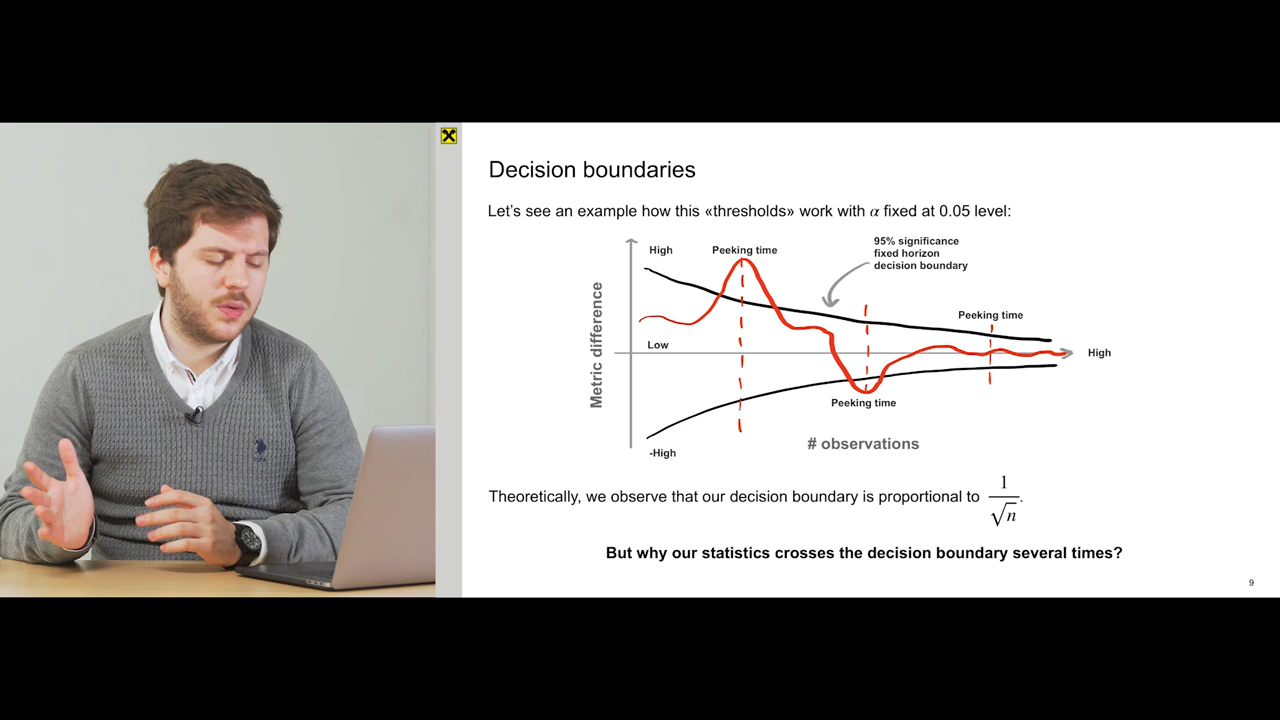 Decision boundaries
Let's see an example how this «thresholds» work with α fixed at 0.05 level:
High
Peeking time
95% significance
fixed horizon
decision boundary
Peeking time
Metric difference
Low
High
Peeking time
# observations
-High
Theoretically, we observe that our decision boundary is proportional to 1/√n.
But why our statistics crosses the decision boundary several times?
9